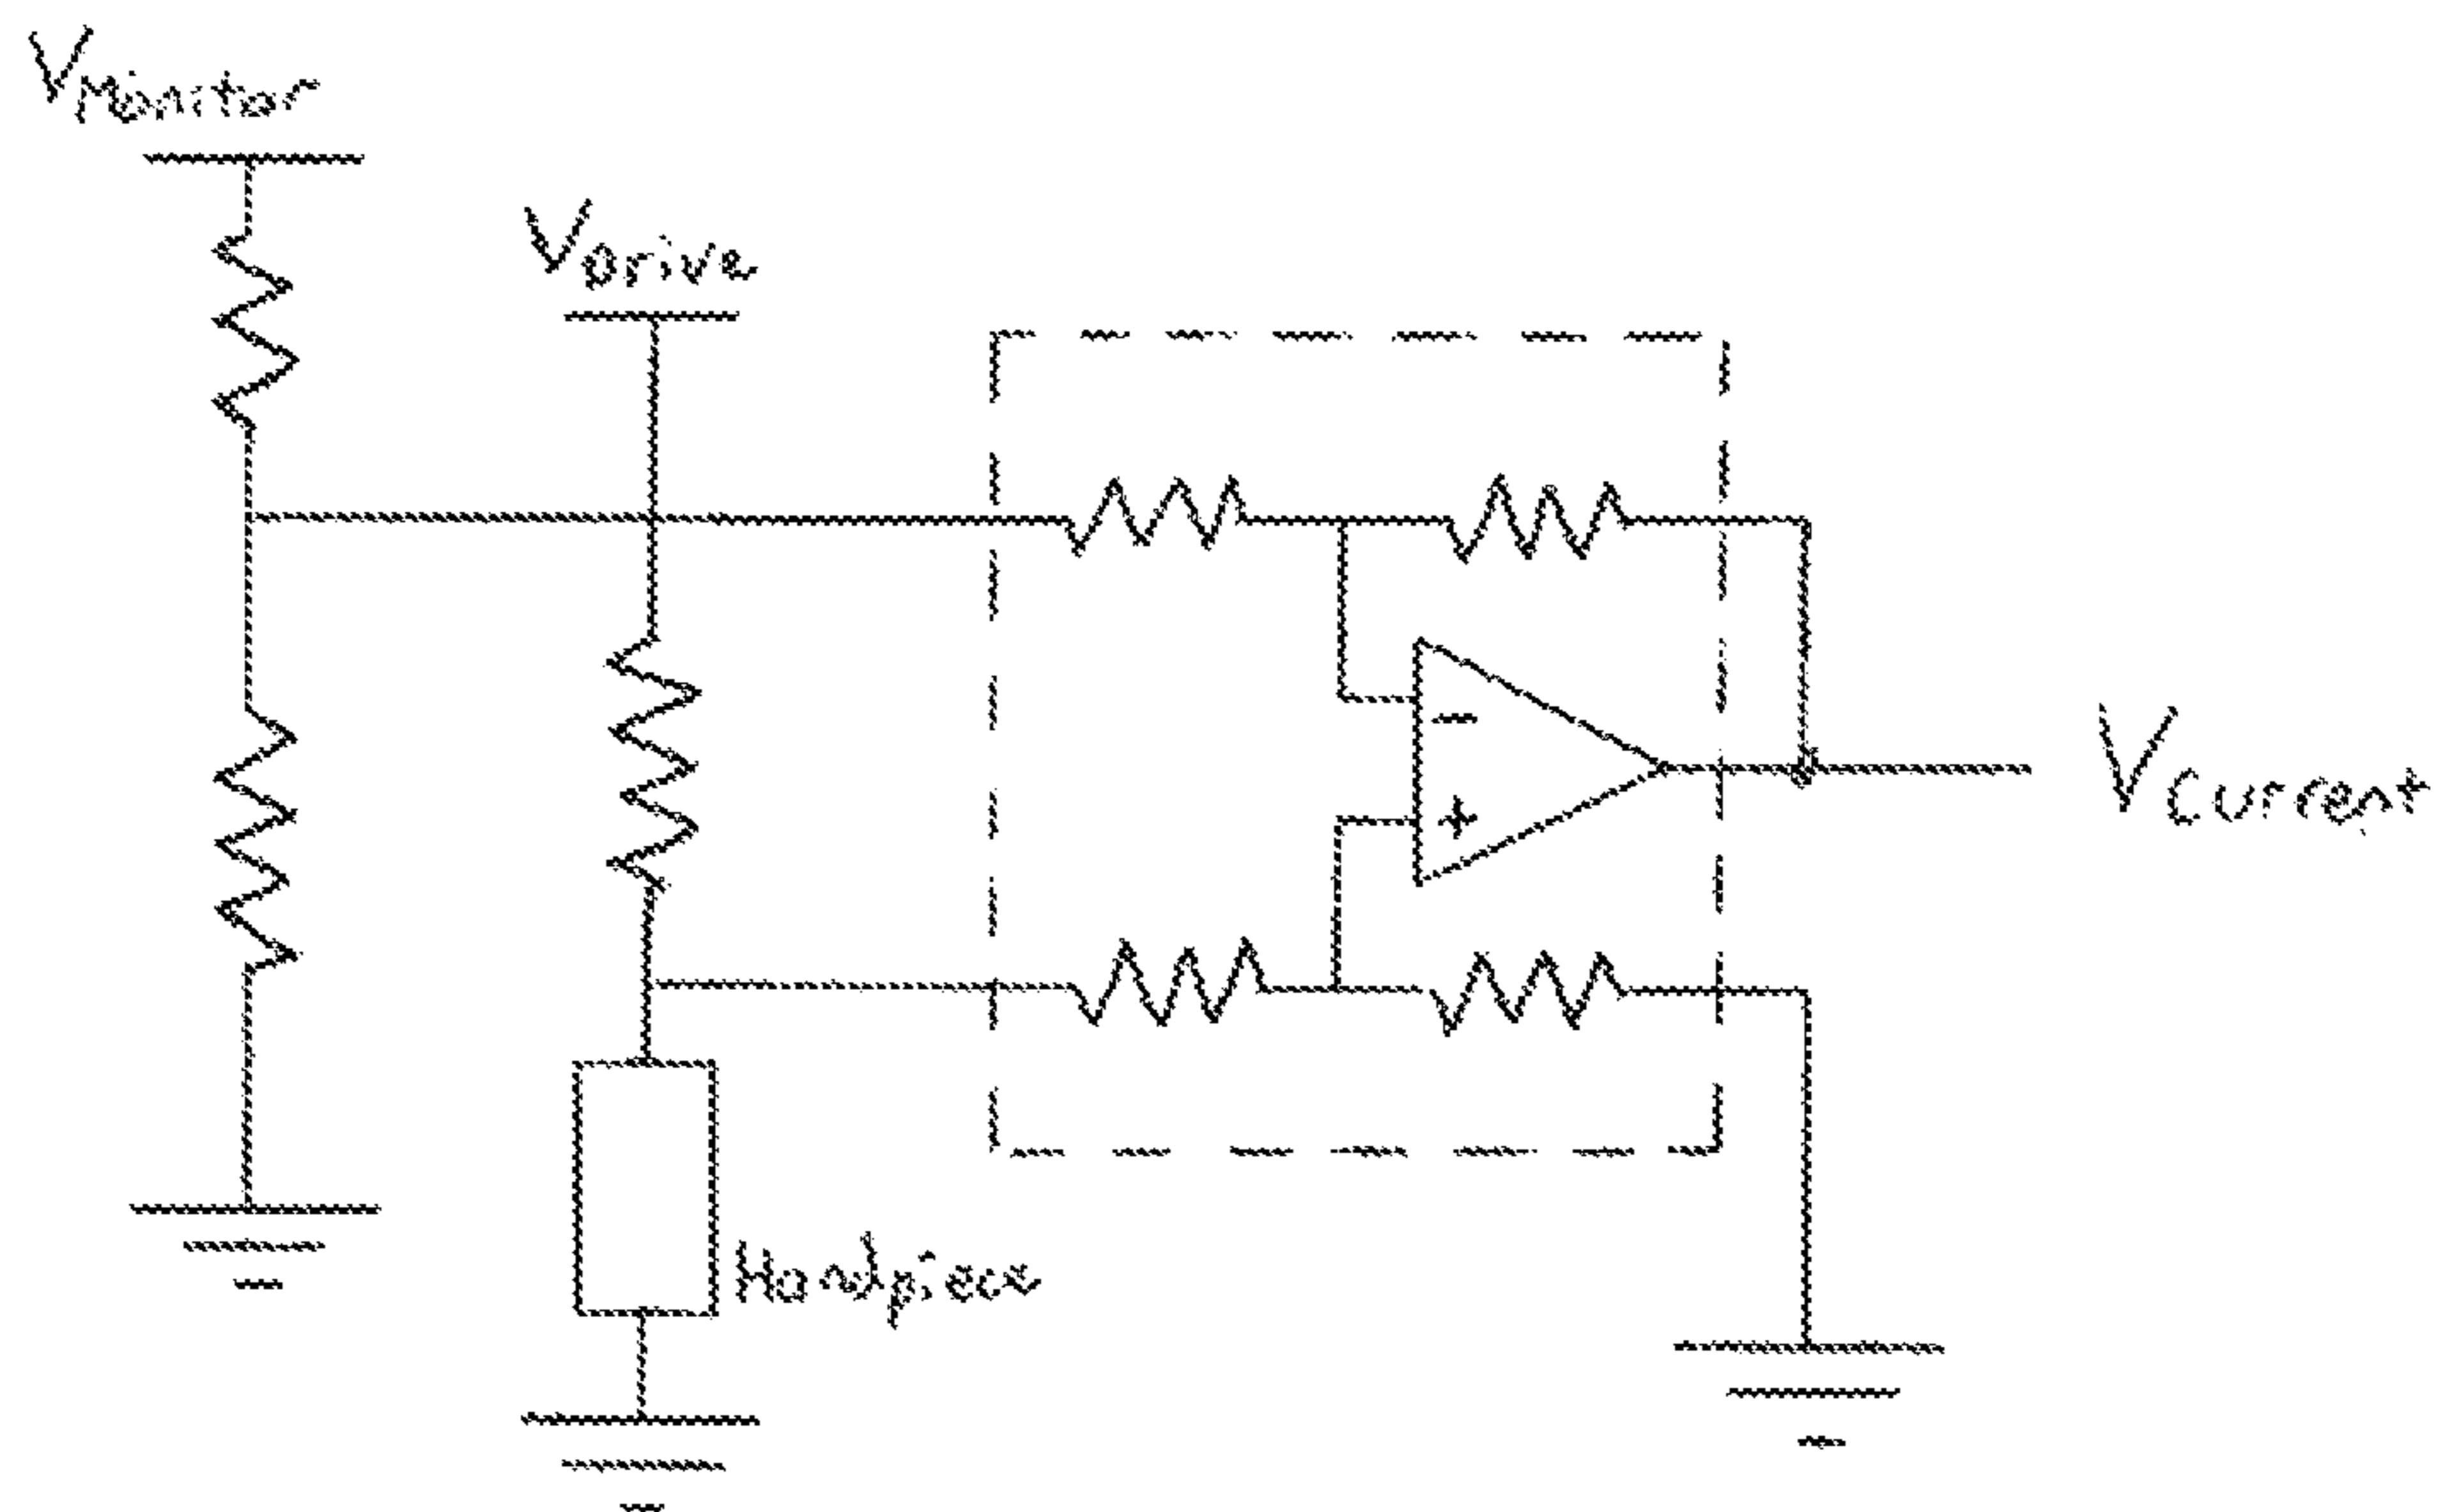 VMonitor
VDrive
−
+
VCurrent
Handpiece